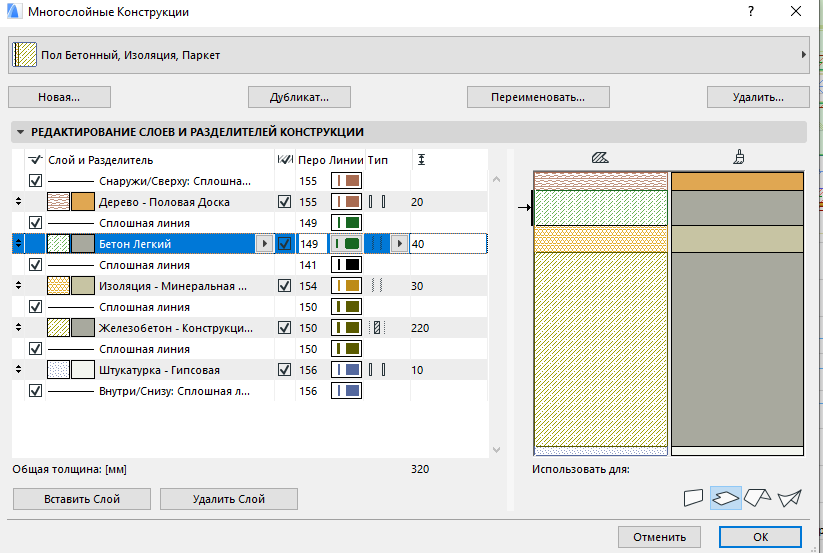 Многослойные Конструкции
? ×
Пол Бетонный, Изоляция, Паркет
Новая... Дубликат... Переименовать... Удалить...
РЕДАКТИРОВАНИЕ СЛОЕВ И РАЗДЕЛИТЕЛЕЙ КОНСТРУКЦИИ
Слой и Разделитель Перо Линии Тип
Снаружи/Сверху: Сплошна... 155
Дерево - Половая Доска 155 20
Сплошная линия 149
Бетон Легкий 149 40
Сплошная линия 141
Изоляция - Минеральная ... 154 30
Сплошная линия 150
Железобетон - Конструкци... 150 220
Сплошная линия 150
Штукатурка - Гипсовая 156 10
Внутри/Снизу: Сплошная л... 156
Общая толщина: [мм] 320
Использовать для:
Вставить Слой Удалить Слой
Отменить OK